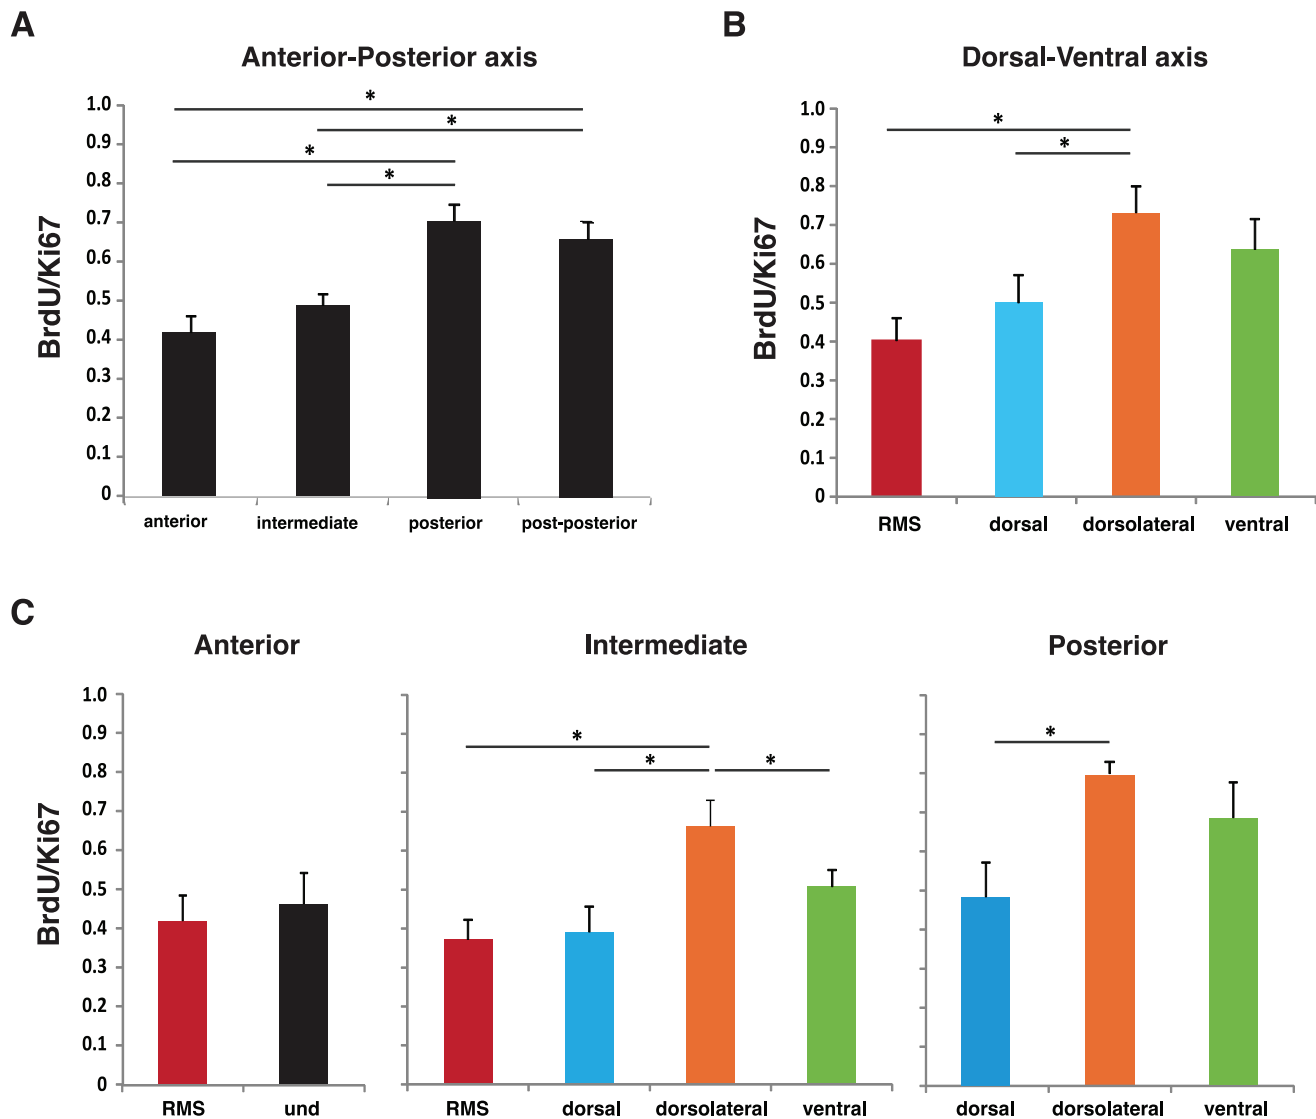 A
Anterior-Posterior axis
BrdU/Ki67
1.0
0.9
0.8
0.7
0.6
0.5
0.4
0.3
0.2
0.1
0
*
*
*
*
anterior intermediate posterior post-posterior
B
Dorsal-Ventral axis
BrdU/Ki67
1.0
0.9
0.8
0.7
0.6
0.5
0.4
0.3
0.2
0.1
0
*
*
RMS dorsal dorsolateral ventral
C
Anterior
BrdU/Ki67
1.0
0.9
0.8
0.7
0.6
0.5
0.4
0.3
0.2
0.1
0
RMS und
Intermediate
*
* *
RMS dorsal dorsolateral ventral
Posterior
*
dorsal dorsolateral ventral